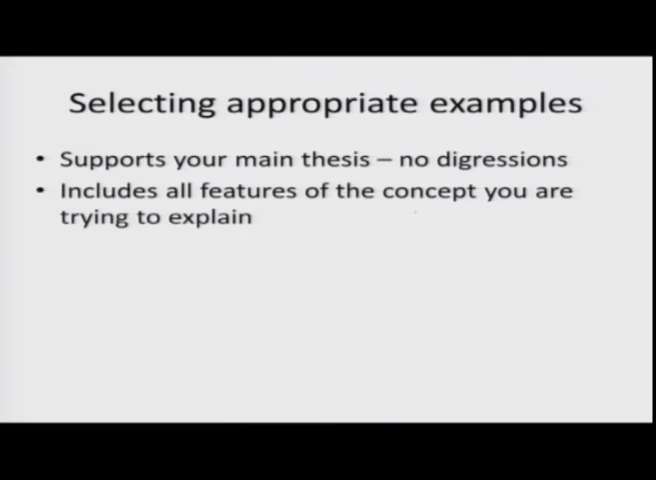 Selecting appropriate examples
• Supports your main thesis – no digressions
• Includes all features of the concept you are
trying to explain